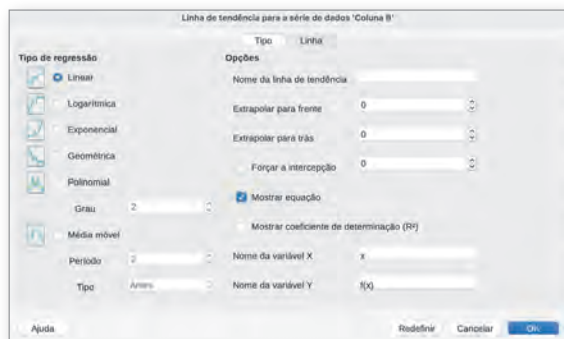 Linha de tendência para a série de dados 'Coluna B'
Tipo Linha
Tipo de regressão
Linear
Logarítmica
Exponencial
Geométrica
Polinomial
Grau 2
Média móvel
Período 2
Tipo Antes
Opções
Nome da linha de tendência
Extrapolar para frente 0
Extrapolar para trás 0
Forçar a intercepção 0
Mostrar equação
Mostrar coeficiente de determinação (R²)
Nome da variável X x
Nome da variável Y f(x)
Ajuda Redefinir Cancelar